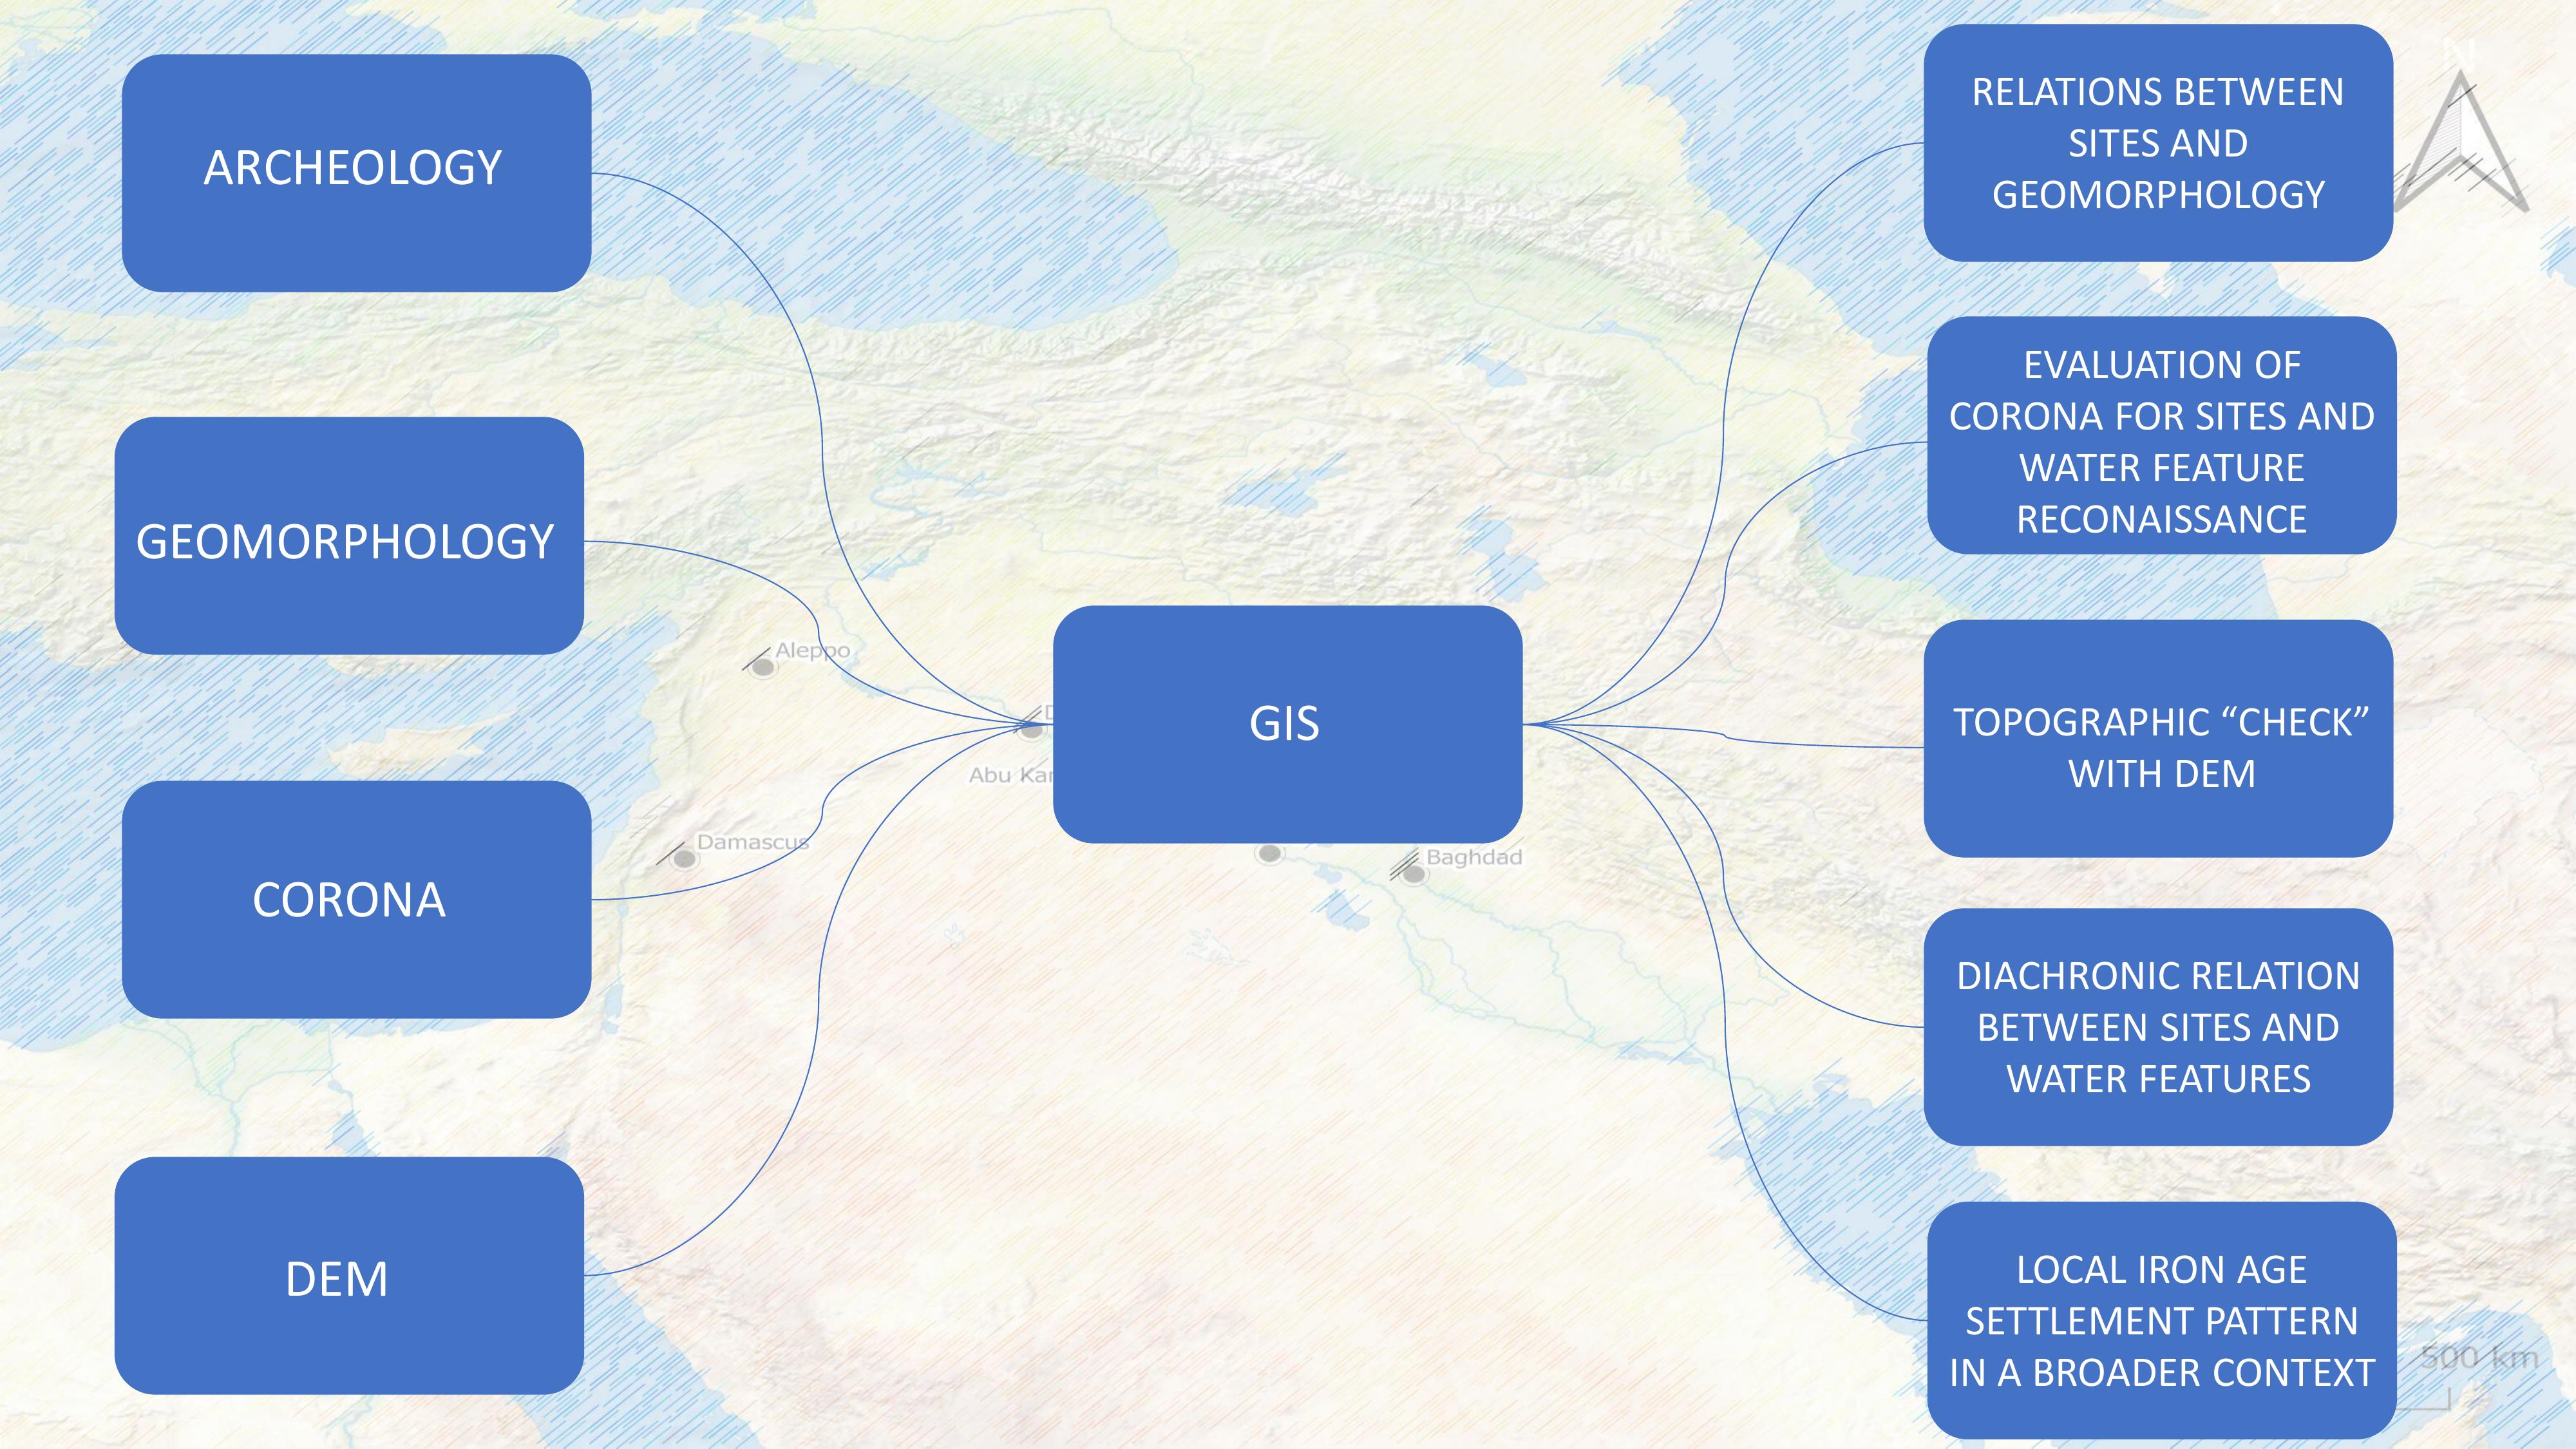 ARCHEOLOGY
GEOMORPHOLOGY
CORONA
DEM
GIS
RELATIONS BETWEEN
SITES AND
GEOMORPHOLOGY
EVALUATION OF
CORONA FOR SITES AND
WATER FEATURE
RECONAISSANCE
TOPOGRAPHIC “CHECK”
WITH DEM
DIACHRONIC RELATION
BETWEEN SITES AND
WATER FEATURES
LOCAL IRON AGE
SETTLEMENT PATTERN
IN A BROADER CONTEXT
N
Aleppo
Abu
Damascus
Baghdad
500 km